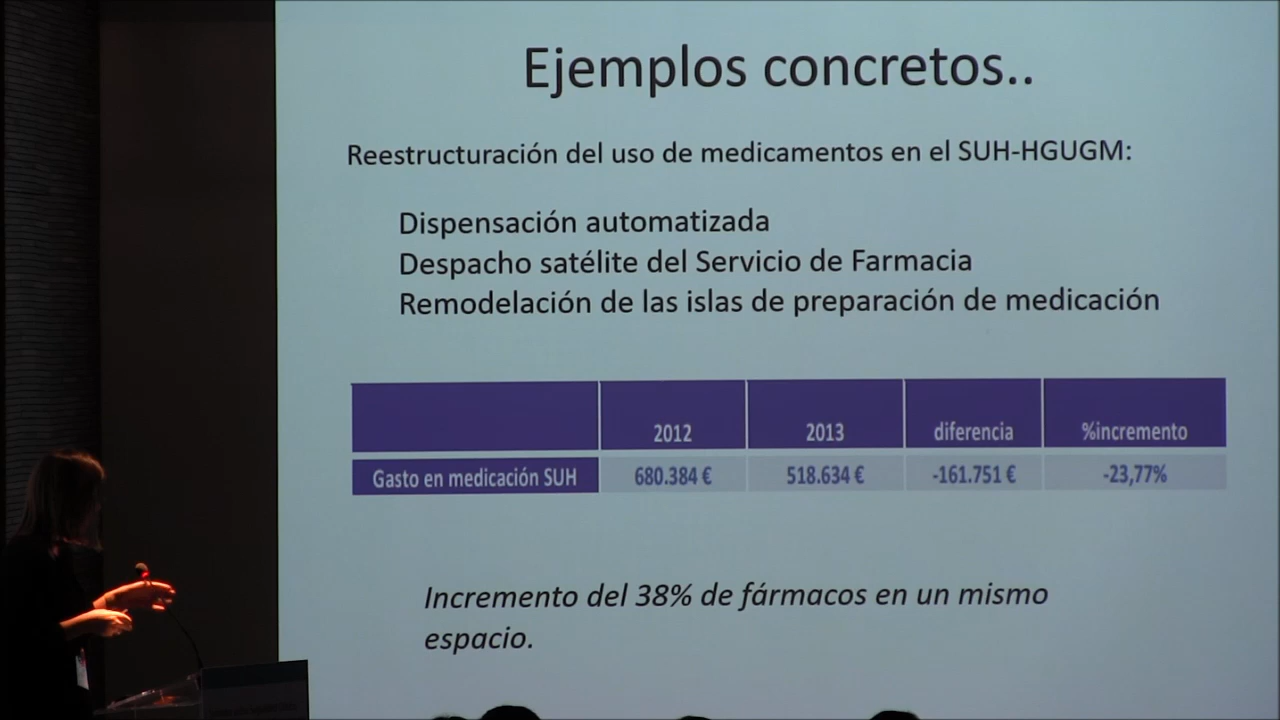 Ejemplos concretos..
Reestructuración del uso de medicamentos en el SUH-HGUGM:
Dispensación automatizada
Despacho satélite del Servicio de Farmacia
Remodelación de las islas de preparación de medicación
2012 2013 diferencia %incremento
Gasto en medicación SUH 680.384 € 518.634 € -161.751 € -23,77%
Incremento del 38% de fármacos en un mismo
espacio.